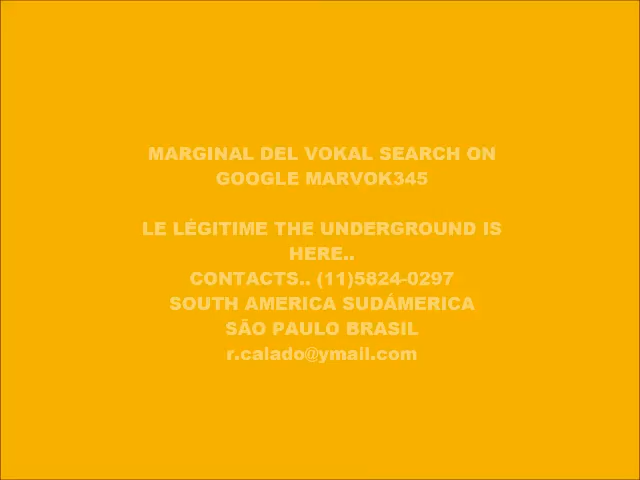 MARGINAL DEL VOKAL SEARCH ON
GOOGLE MARVOK345
LE LÉGITIME THE UNDERGROUND IS
HERE..
CONTACTS.. (11)5824-0297
SOUTH AMERICA SUDÁMERICA
SÃO PAULO BRASIL
r.calado@ymail.com